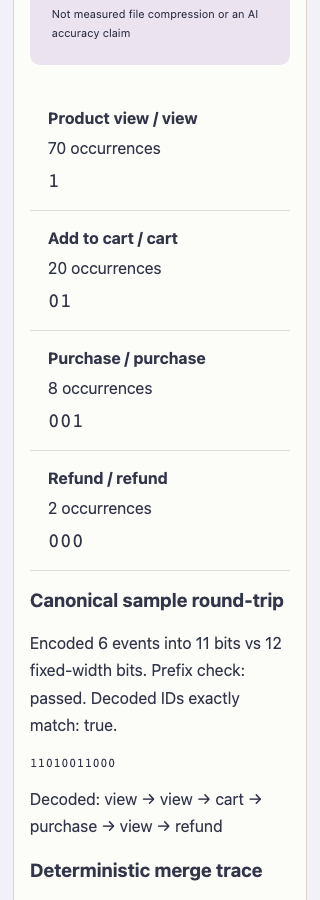 Not measured file compression or an AI
accuracy claim
Product view / view
70 occurrences
1
Add to cart / cart
20 occurrences
01
Purchase / purchase
8 occurrences
001
Refund / refund
2 occurrences
000
Canonical sample round-trip
Encoded 6 events into 11 bits vs 12
fixed-width bits. Prefix check:
passed. Decoded IDs exactly
match: true.
11010011000
Decoded: view → view → cart →
purchase → view → refund
Deterministic merge trace